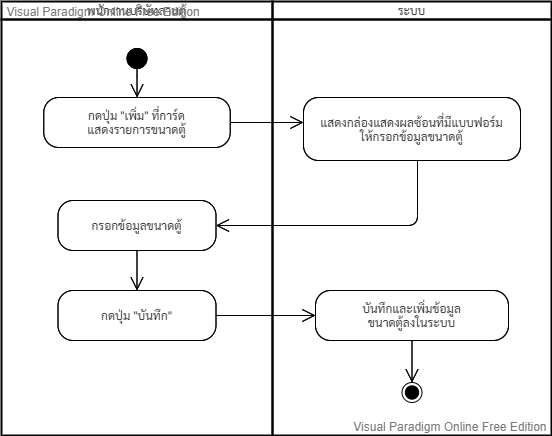 Visual Paradigm Online Free Edition
พนักงานบริษัทลานตู้
ระบบ
กดปุ่ม "เพิ่ม" ที่การ์ด
แสดงรายการขนาดตู้
แสดงกล่องแสดงผลซ้อนที่มีแบบฟอร์ม
ให้กรอกข้อมูลขนาดตู้
กรอกข้อมูลขนาดตู้
กดปุ่ม "บันทึก"
บันทึกและเพิ่มข้อมูล
ขนาดตู้ลงในระบบ
Visual Paradigm Online Free Edition